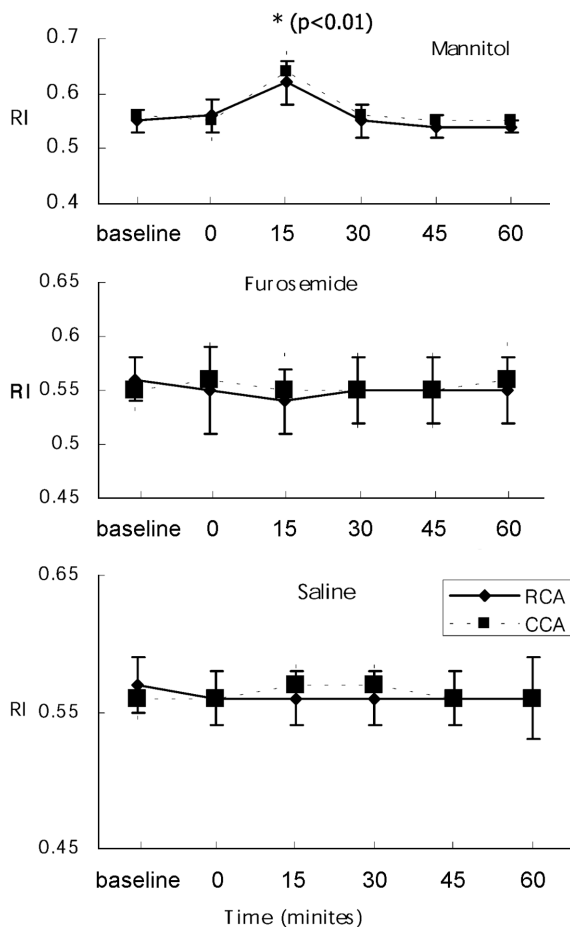 * (p<0.01)
0.7
Mannitol
0.6
RI
0.5
0.4
baseline 0 15 30 45 60
0.65
Furosemide
0.6
RI 0.55
0.5
0.45
baseline 0 15 30 45 60
0.65
Saline
RCA
CCA
RI 0.55
0.45
baseline 0 15 30 45 60
Time (minites)